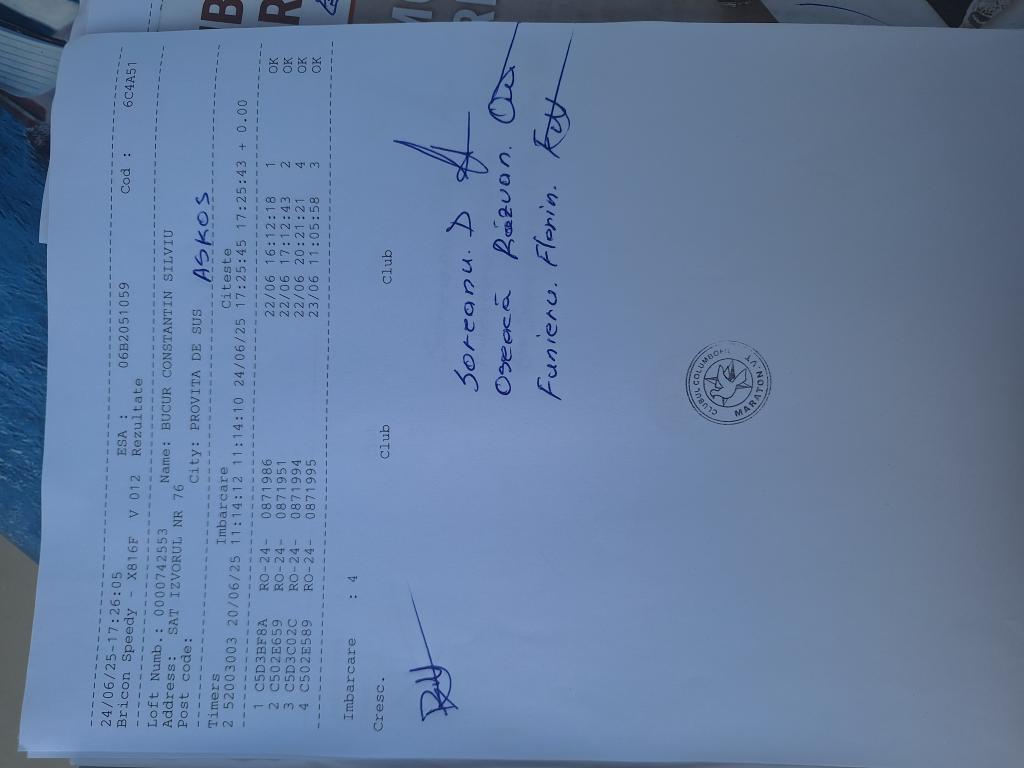 24/06/25-17:26:05
Bricon Speedy - X816F V 012 ESA : 06B2051059 Cod : 6C4A51
Rezultate
Loft Numb.: 0000742553 Name: BUCUR CONSTANTIN SILVIU
Address: SAT IZVORUL NR 76
Post code: City: PROVITA DE SUS ASKOS
Timers Imbarcare Citeste
2 52003003 20/06/25 11:14:12 11:14:10 24/06/25 17:25:45 17:25:43 + 0.00
1 C5D3BF8A RO-24- 0871986 22/06 16:12:18 1 OK
2 C502E659 RO-24- 0871951 22/06 17:12:43 2 OK
3 C5D3C02C RO-24- 0871994 22/06 20:21:21 4 OK
4 C502E589 RO-24- 0871995 23/06 11:05:58 3 OK
Imbarcare : 4
Cresc. Club Club
Soreanu. D
Oseacă Răzvan.
Funieru. Florin.
CLUBUL COLUMBOFIL
MARATON.VT